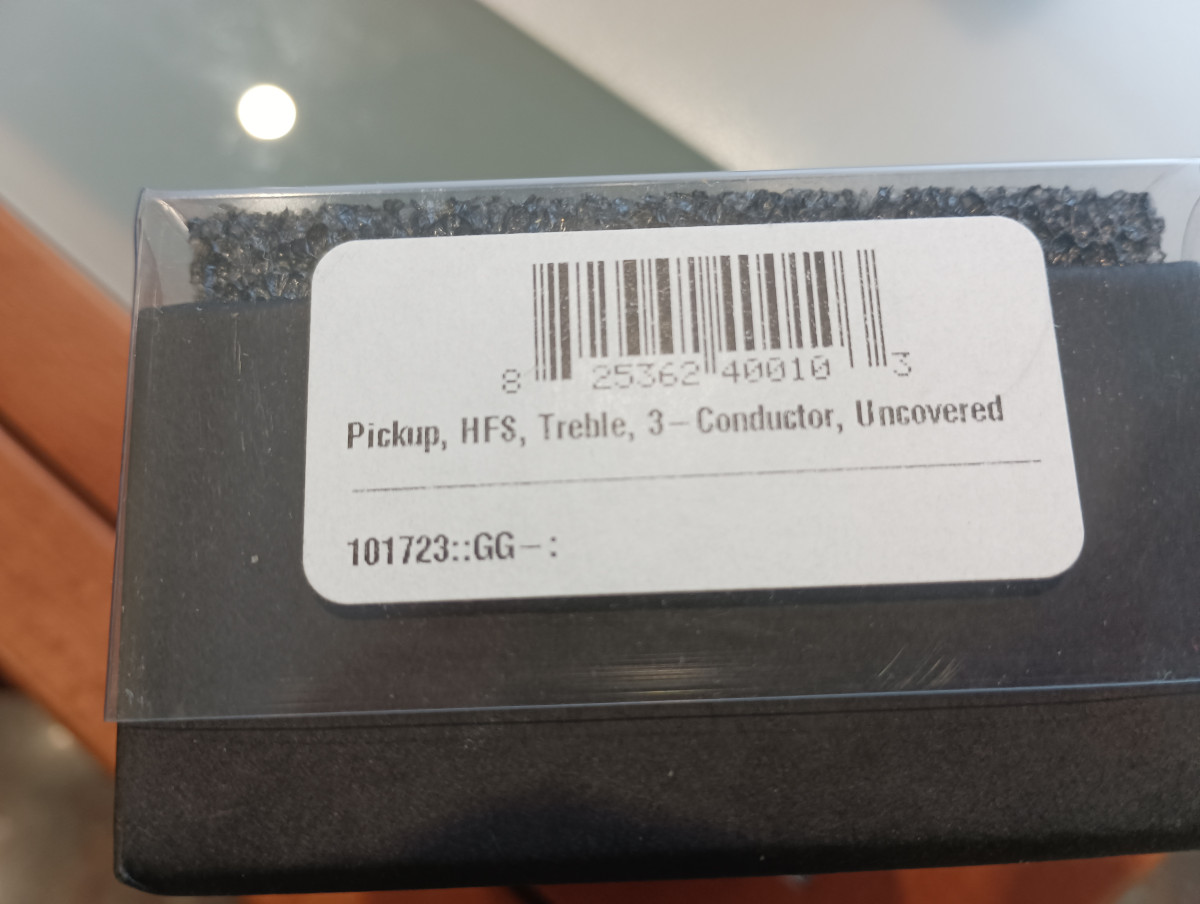 8 25362 40010 3
Pickup, HFS, Treble, 3-Conductor, Uncovered
101723::GG-: